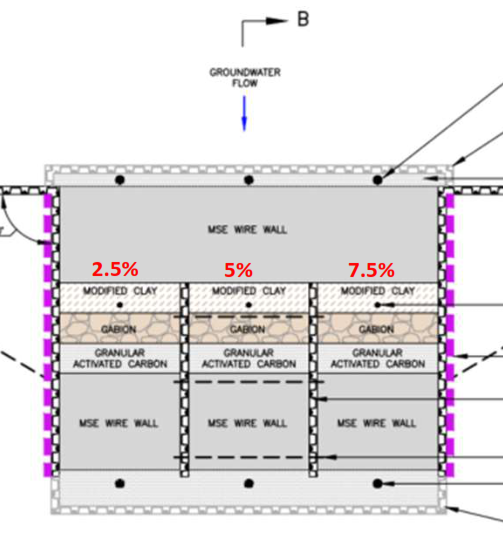 B
GROUNDWATER
FLOW
MSE WIRE WALL
2.5% 5% 7.5%
MODIFIED CLAY MODIFIED CLAY MODIFIED CLAY
GABION GABION GABION
GRANULAR GRANULAR GRANULAR
ACTIVATED CARBON ACTIVATED CARBON ACTIVATED CARBON
MSE WIRE WALL MSE WIRE WALL MSE WIRE WALL